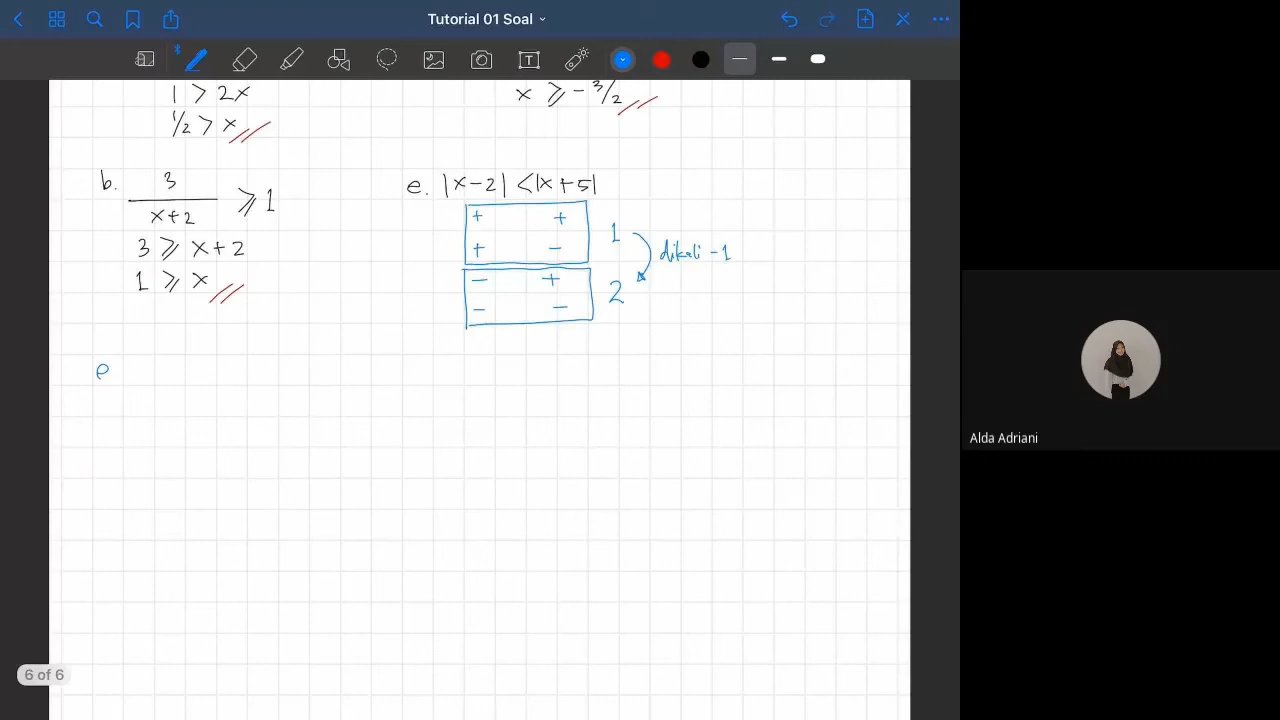 Tutorial 01 Soal
T
1 > 2x
1/2 > x
x ⩾ - 3/2
b. 3/(x+2) ⩾ 1
3 ⩾ x+2
1 ⩾ x
e. |x-2| < |x+5|
+ +
+ -
1
dikali -1
- +
- -
2
e
Alda Adriani
6 of 6